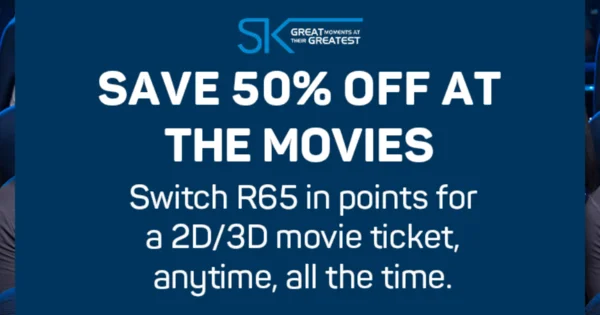 SK GREAT MOMENTS AT
THEIR GREATEST
SAVE 50% OFF AT
THE MOVIES
Switch R65 in points for
a 2D/3D movie ticket,
anytime, all the time.